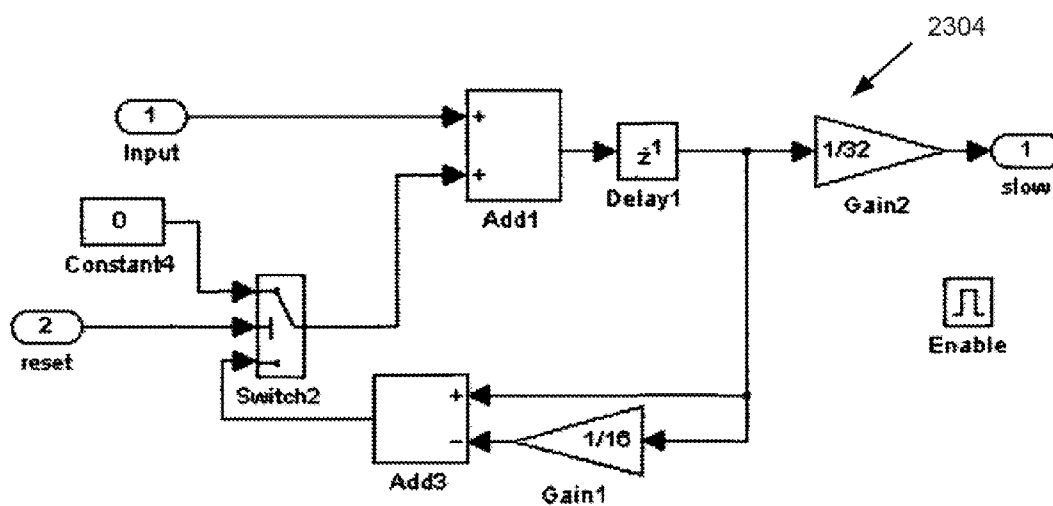 2304
1
Input
+
+
Add1
z-1
Delay1
1/32
Gain2
1
slow
0
Constant4
2
reset
Switch2
Enable
+
-
Add3
1/16
Gain1